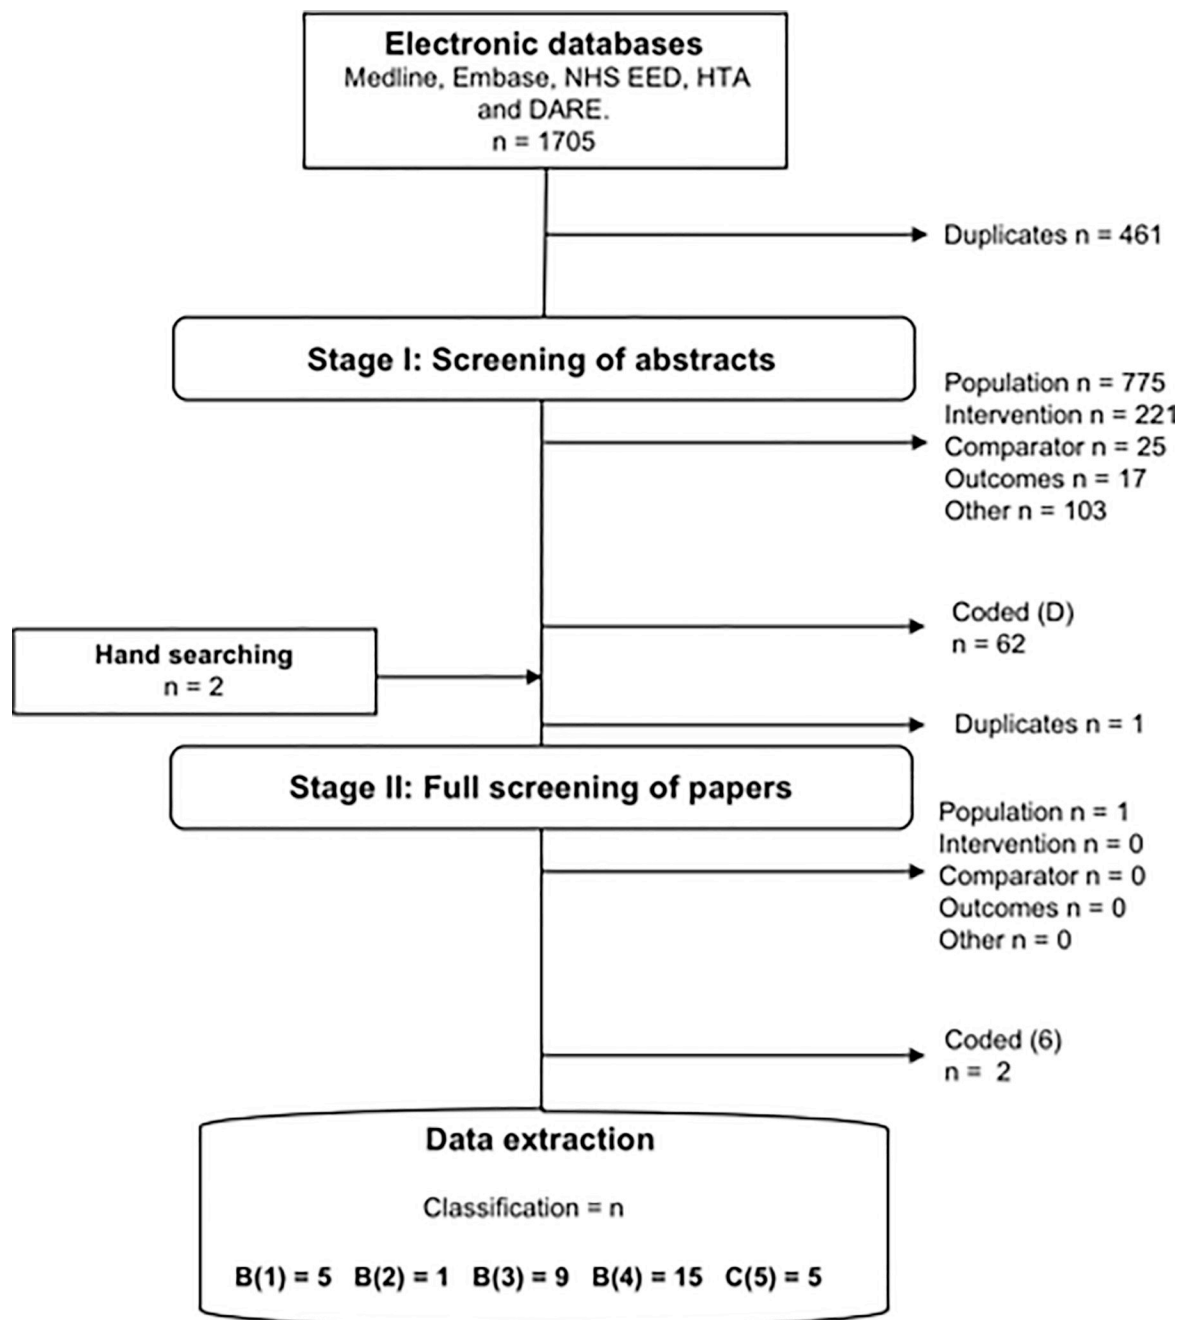 Electronic databases
Medline, Embase, NHS EED, HTA
and DARE.
n = 1705
Duplicates n = 461
Stage I: Screening of abstracts
Population n = 775
Intervention n = 221
Comparator n = 25
Outcomes n = 17
Other n = 103
Coded (D)
n = 62
Hand searching
n = 2
Duplicates n = 1
Stage II: Full screening of papers
Population n = 1
Intervention n = 0
Comparator n = 0
Outcomes n = 0
Other n = 0
Coded (6)
n = 2
Data extraction
Classification = n
B(1) = 5 B(2) = 1 B(3) = 9 B(4) = 15 C(5) = 5